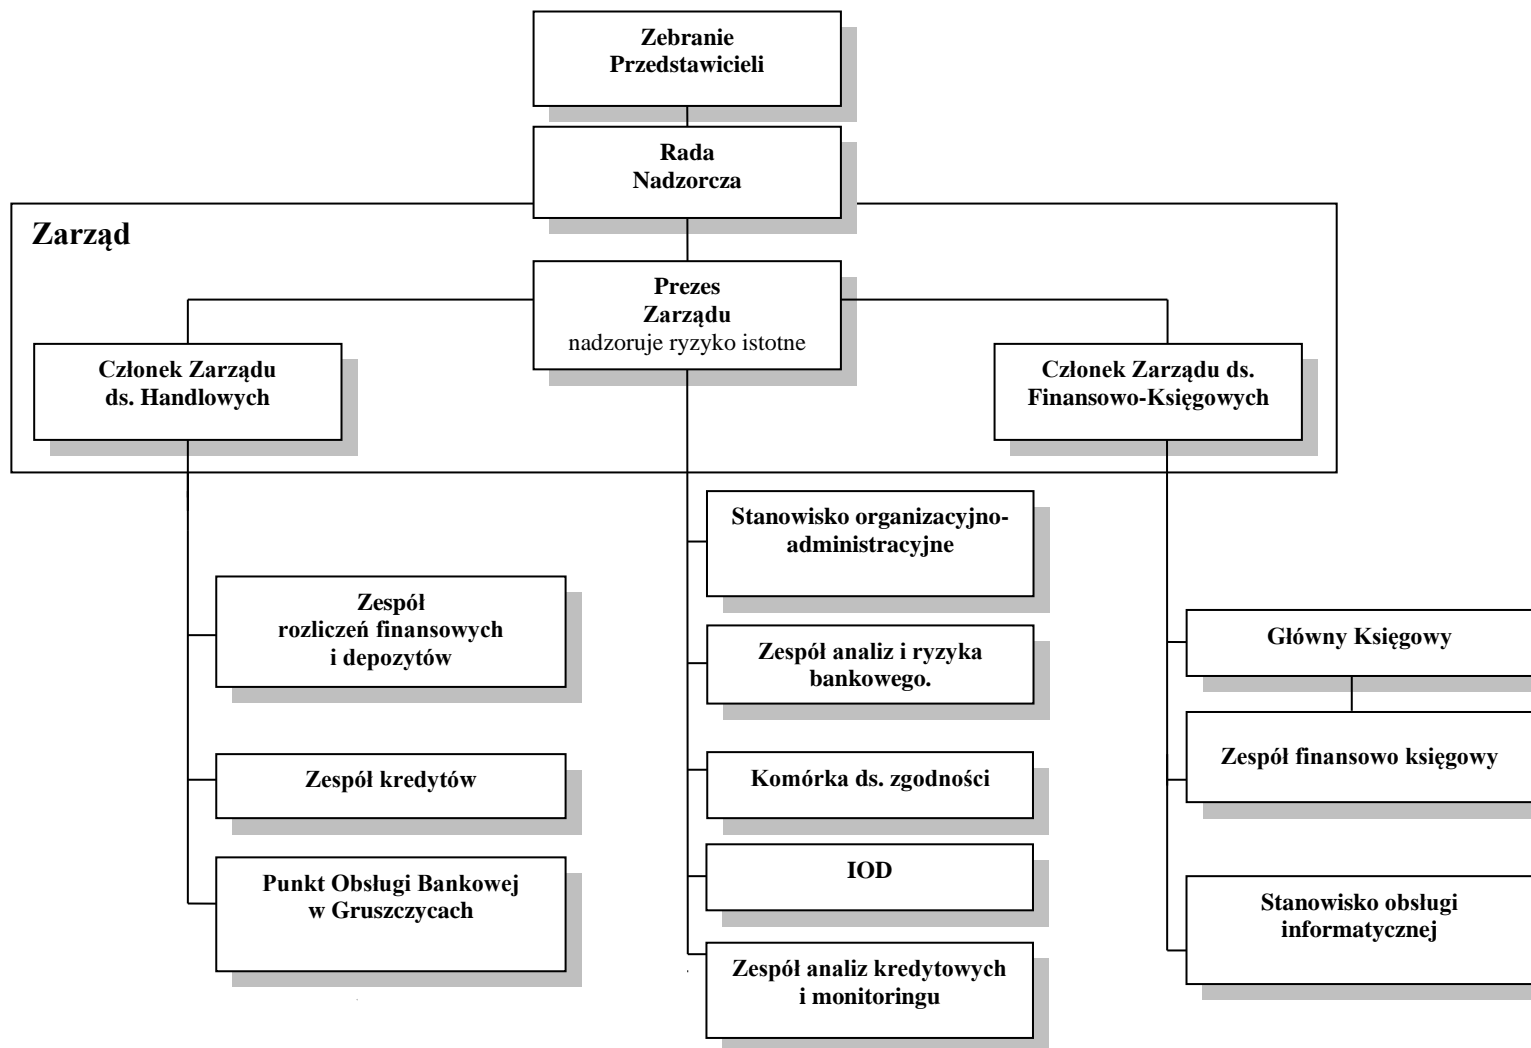 Zebranie
Przedstawicieli
Rada
Nadzorcza
Zarząd
Prezes
Zarządu
nadzoruje ryzyko istotne
Członek Zarządu
ds. Handlowych
Członek Zarządu ds.
Finansowo-Księgowych
Zespół
rozliczeń finansowych
i depozytów
Zespół kredytów
Punkt Obsługi Bankowej
w Gruszczycach
Stanowisko organizacyjno-
administracyjne
Zespół analiz i ryzyka
bankowego.
Komórka ds. zgodności
IOD
Zespół analiz kredytowych
i monitoringu
Główny Księgowy
Zespół finansowo księgowy
Stanowisko obsługi
informatycznej